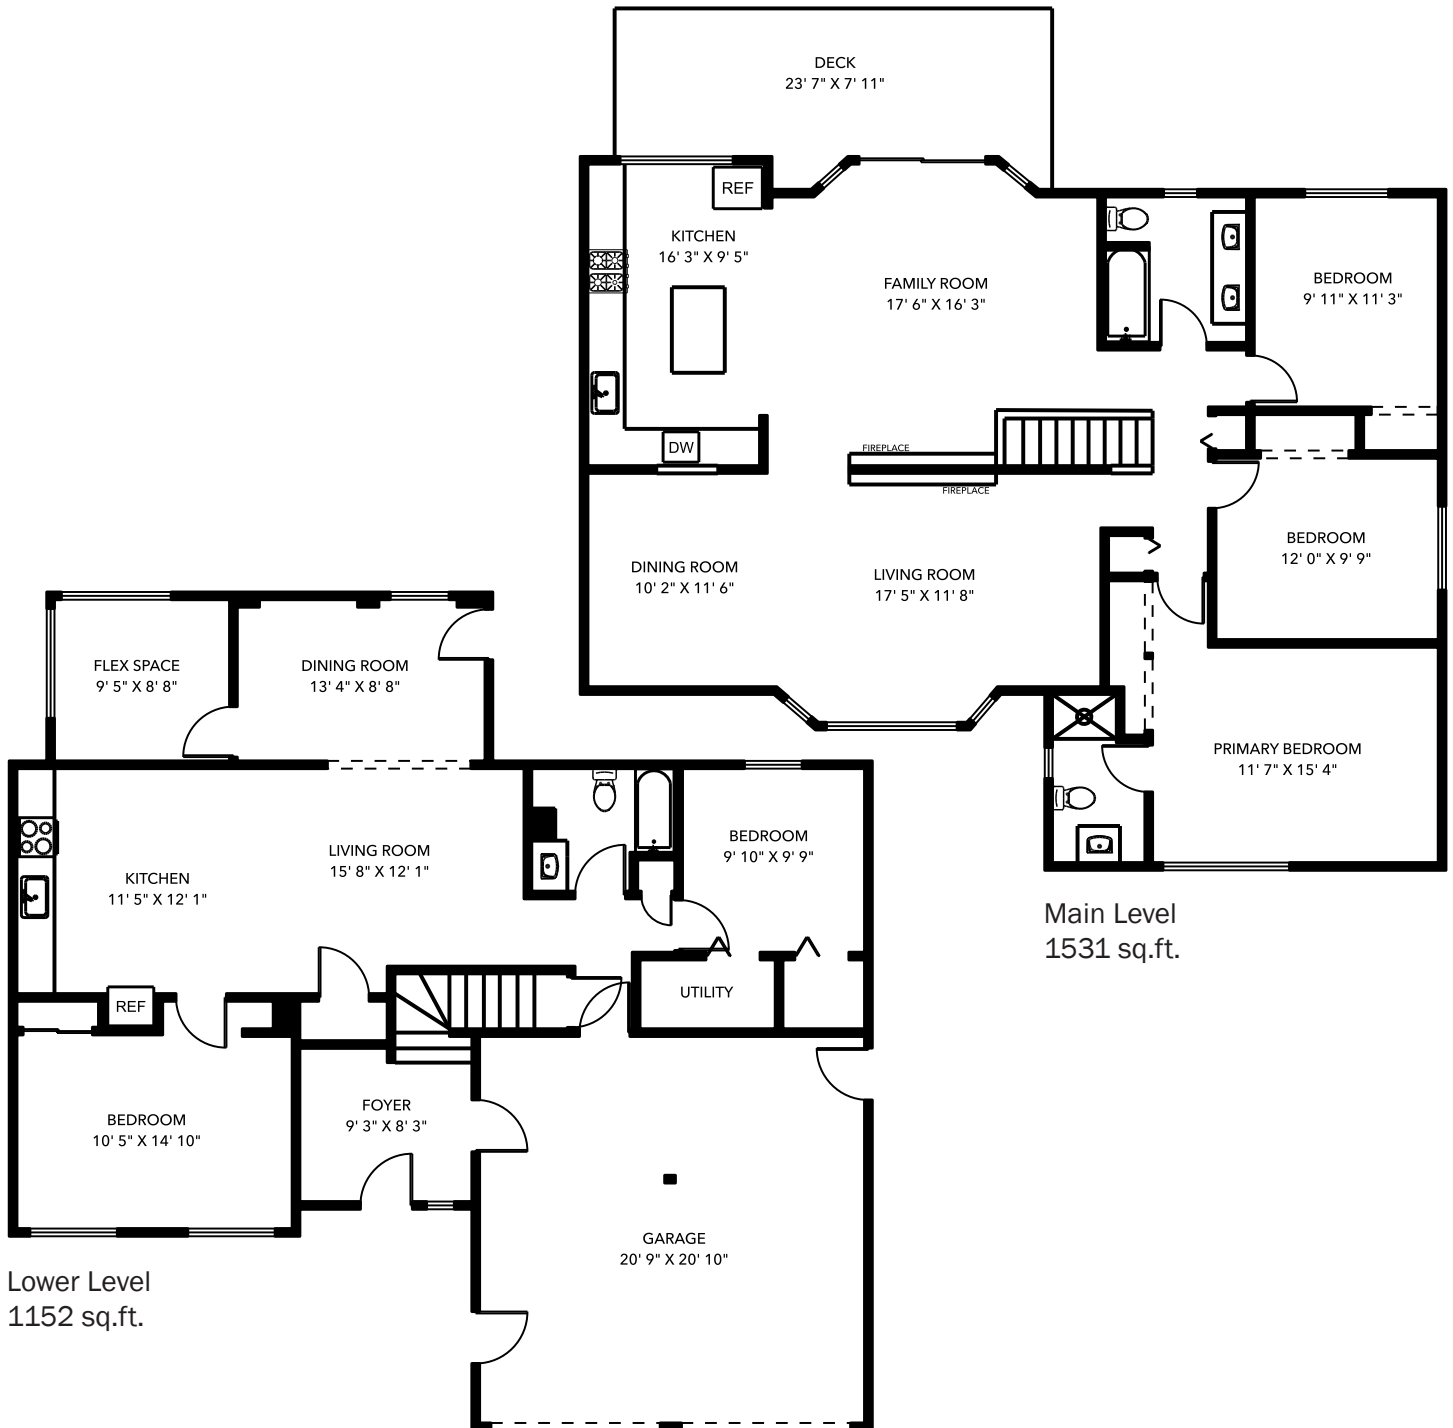 DECK
23' 7" X 7' 11"
REF
KITCHEN
16' 3" X 9' 5"
FAMILY ROOM
17' 6" X 16' 3"
BEDROOM
9' 11" X 11' 3"
DW
FIREPLACE
FIREPLACE
DINING ROOM
10' 2" X 11' 6"
LIVING ROOM
17' 5" X 11' 8"
BEDROOM
12' 0" X 9' 9"
PRIMARY BEDROOM
11' 7" X 15' 4"
Main Level
1531 sq.ft.
FLEX SPACE
9' 5" X 8' 8"
DINING ROOM
13' 4" X 8' 8"
KITCHEN
11' 5" X 12' 1"
LIVING ROOM
15' 8" X 12' 1"
BEDROOM
9' 10" X 9' 9"
REF
UTILITY
BEDROOM
10' 5" X 14' 10"
FOYER
9' 3" X 8' 3"
GARAGE
20' 9" X 20' 10"
Lower Level
1152 sq.ft.